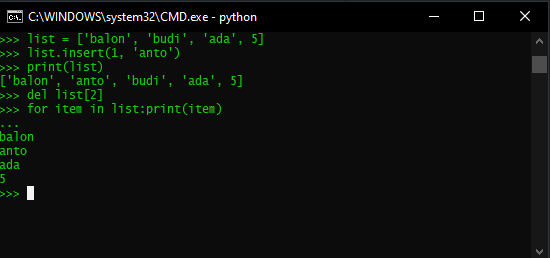 C:\WINDOWS\system32\CMD.exe - python
>>> list = ['balon', 'budi', 'ada', 5]
>>> list.insert(1, 'anto')
>>> print(list)
['balon', 'anto', 'budi', 'ada', 5]
>>> del list[2]
>>> for item in list:print(item)
...
balon
anto
ada
5
>>>